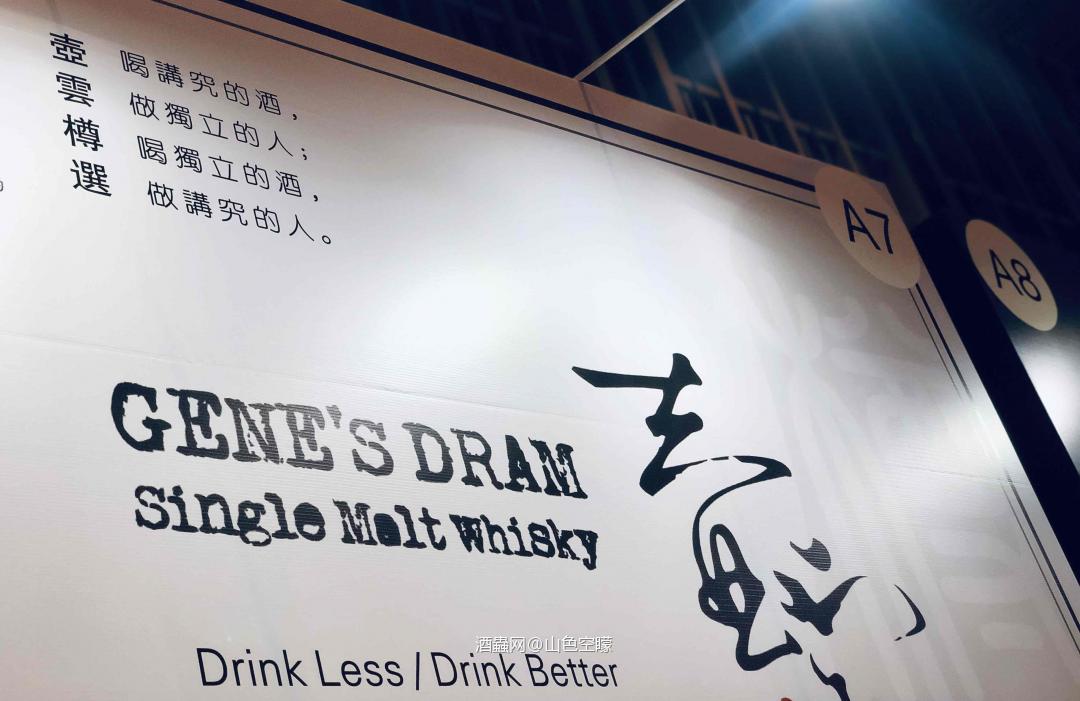 壺雲樽選
喝講究的酒，
做獨立的人；
喝獨立的酒，
做講究的人。
A7
A8
GENE'S DRAM
Single Malt Whisky
Drink Less / Drink Better
酒蟲网@山色空矇